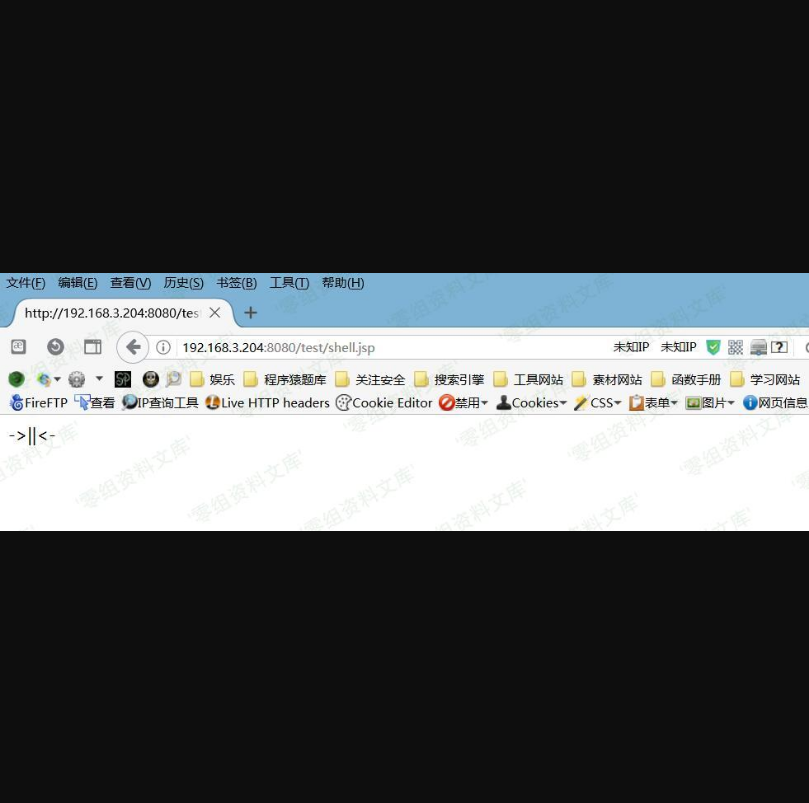 文件(F) 编辑(E) 查看(V) 历史(S) 书签(B) 工具(T) 帮助(H)
http://192.168.3.204:8080/tes
192.168.3.204:8080/test/shell.jsp 未知IP 未知IP
SP 娱乐 程序猿题库 关注安全 搜索引擎 工具网站 素材网站 函数手册 学习网站
FireFTP 查看 IP查询工具 Live HTTP headers Cookie Editor 禁用 Cookies CSS 表单 图片 网页信息
->||<-
'零组资料文库'